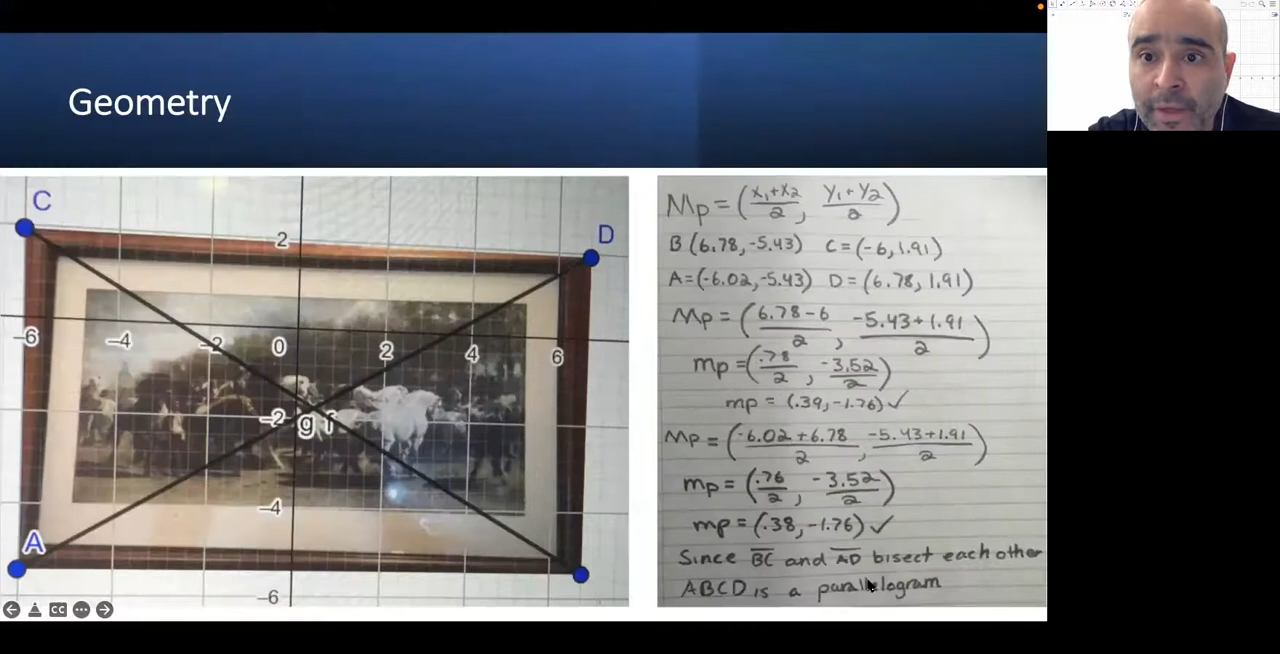 Geometry
C
D
2
-6
-4
-2
0
2
4
6
-2
g
f
-4
A
-6
Mp = (x₁+x₂/2, y₁+y₂/2)
B(6.78, -5.43) C=(-6,1.91)
A=(-6.02,-5.43) D=(6.78, 1.91)
Mp = (6.78-6/2, -5.43+1.91/2)
mp = (.78/2, -3.52/2)
mp = (.39, -1.76) ✓
Mp = (-6.02+6.78/2, -5.43+1.91/2)
mp = (.76/2, -3.52/2)
mp = (.38, -1.76) ✓
Since B̅C̅ and A̅D̅ bisect each other
ABCD is a parallelogram
CC